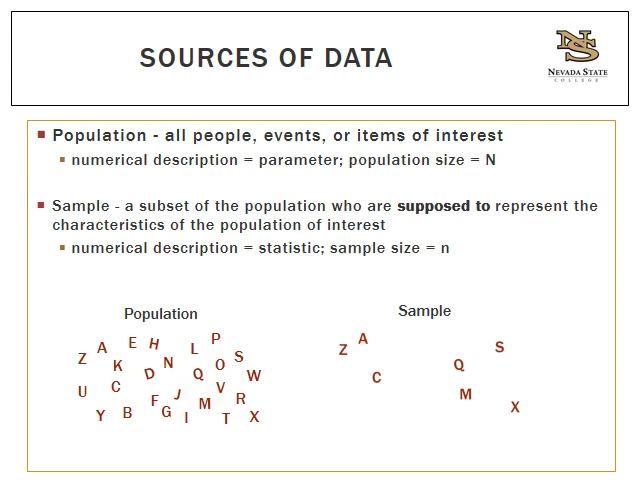 SOURCES OF DATA
NS
NEVADA STATE
COLLEGE
Population - all people, events, or items of interest
numerical description = parameter; population size = N
Sample - a subset of the population who are supposed to represent the
characteristics of the population of interest
numerical description = statistic; sample size = n
Population
Z A E H L P
K D N Q O S W
U C F J M V R
Y B G I T X
Sample
Z A S
C Q
M X